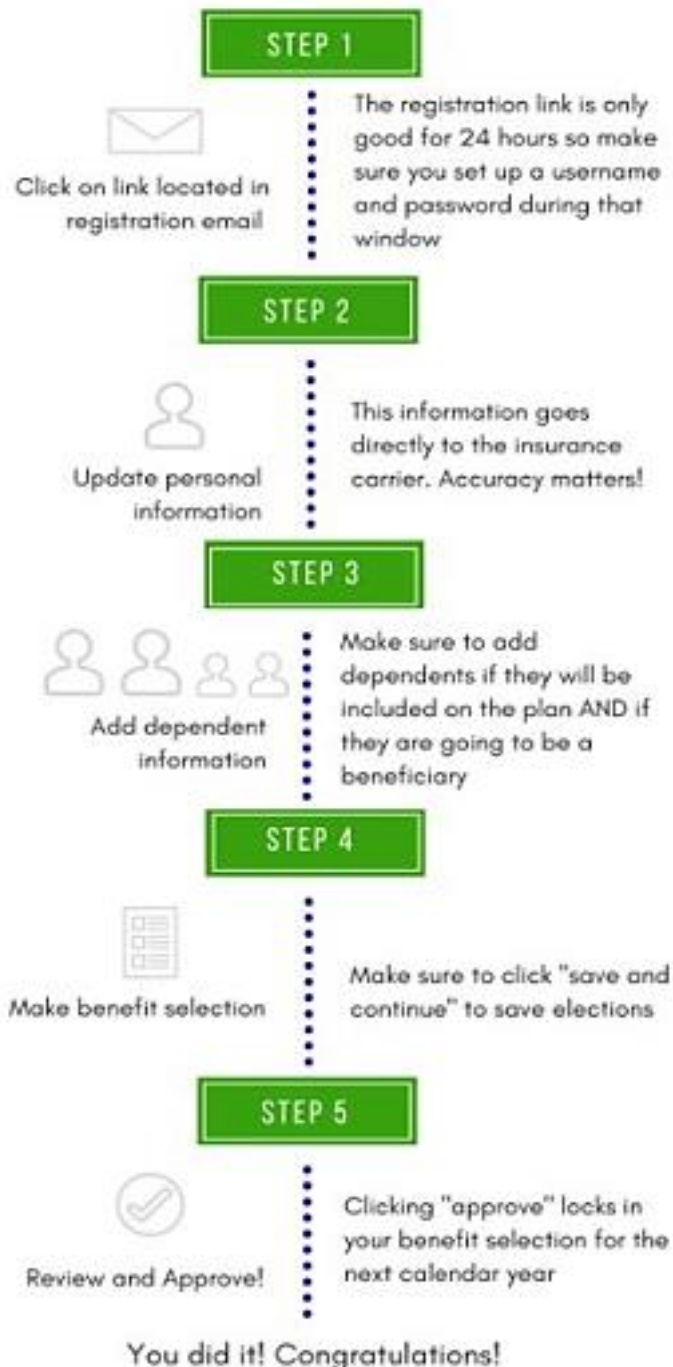 STEP 1
Click on link located in
registration email
The registration link is only
good for 24 hours so make
sure you set up a username
and password during that
window
STEP 2
Update personal
information
This information goes
directly to the insurance
carrier. Accuracy matters!
STEP 3
Add dependent
information
Make sure to add
dependents if they will be
included on the plan AND if
they are going to be a
beneficiary
STEP 4
Make benefit selection
Make sure to click "save and
continue" to save elections
STEP 5
Review and Approve!
Clicking "approve" locks in
your benefit selection for the
next calendar year
You did it! Congratulations!